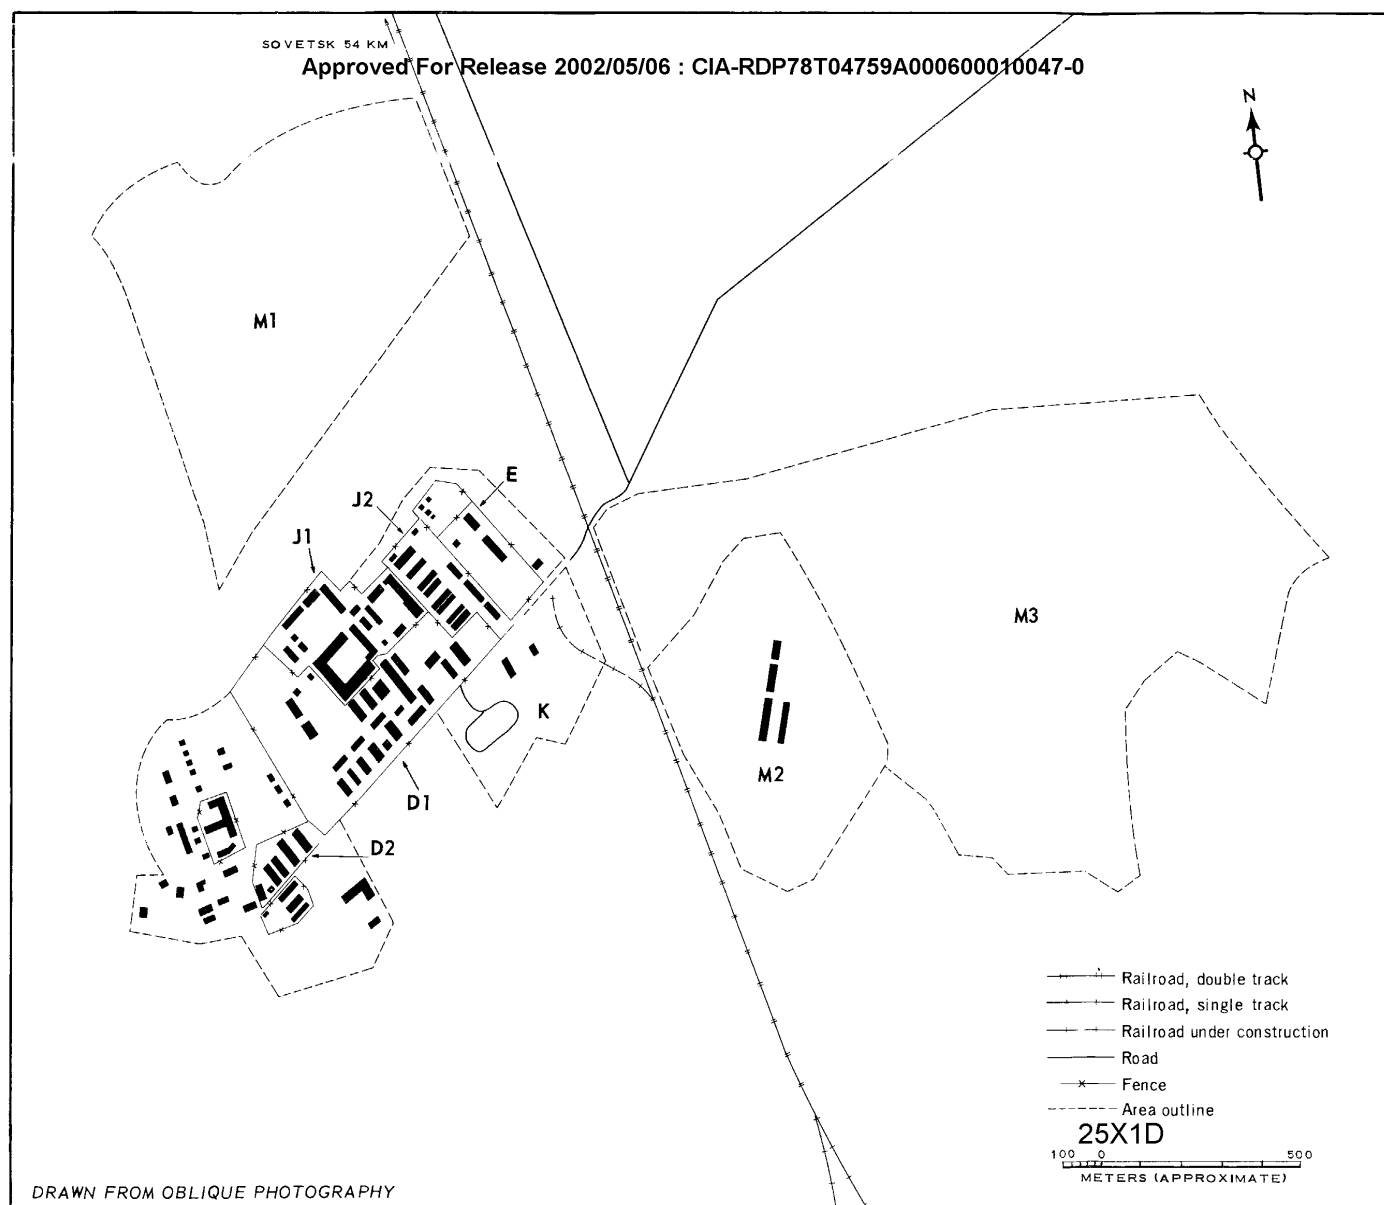 SOVETSK 54 KM
Approved For Release 2002/05/06 : CIA-RDP78T04759A000600010047-0
N
M1
E
J2
J1
M3
K
M2
D1
D2
Railroad, double track
Railroad, single track
Railroad under construction
Road
Fence
Area outline
25X1D
100 0 500
METERS (APPROXIMATE)
DRAWN FROM OBLIQUE PHOTOGRAPHY